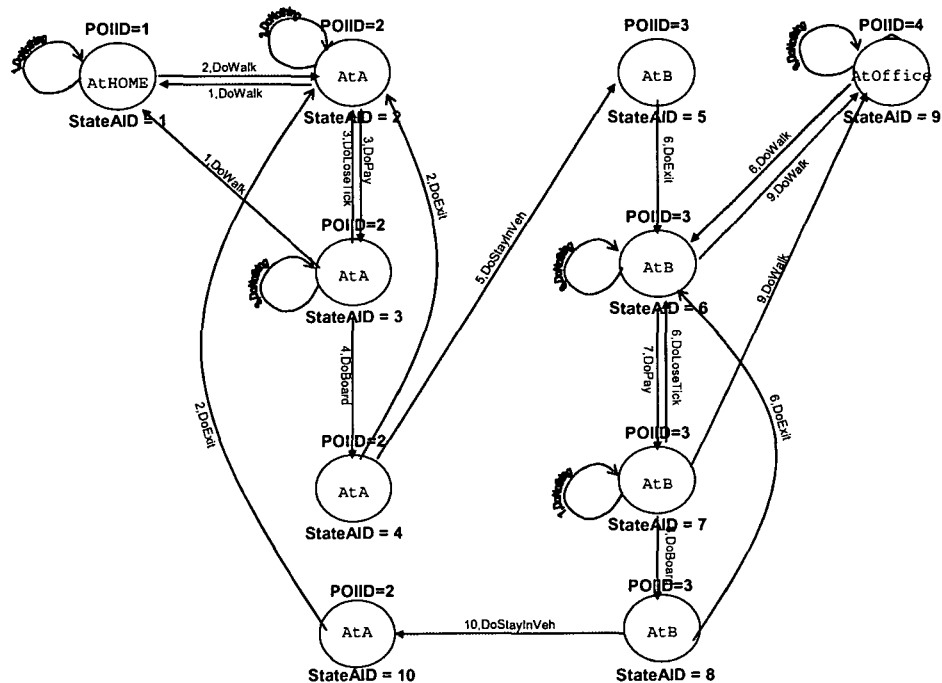 POIID=1
AtHOME
StateAID = 1
2,DoWalk
1,DoWalk
POIID=2
AtA
StateAID = 2
POIID=3
AtB
StateAID = 5
POIID=4
AtOffice
StateAID = 9
3,DoLoseTick
3,DoPay
2,DoExit
1,DoWalk
5,DoStayInVeh
6,DoExit
6,DoWalk
9,DoWalk
9,DoWalk
POIID=2
AtA
StateAID = 3
POIID=3
AtB
StateAID = 6
4,DoBoard
7,DoPay
6,DoLoseTick
2,DoExit
6,DoExit
POIID=2
AtA
StateAID = 4
POIID=3
AtB
StateAID = 7
DoBoard
POIID=2
AtA
StateAID = 10
10,DoStayInVeh
POIID=3
AtB
StateAID = 8